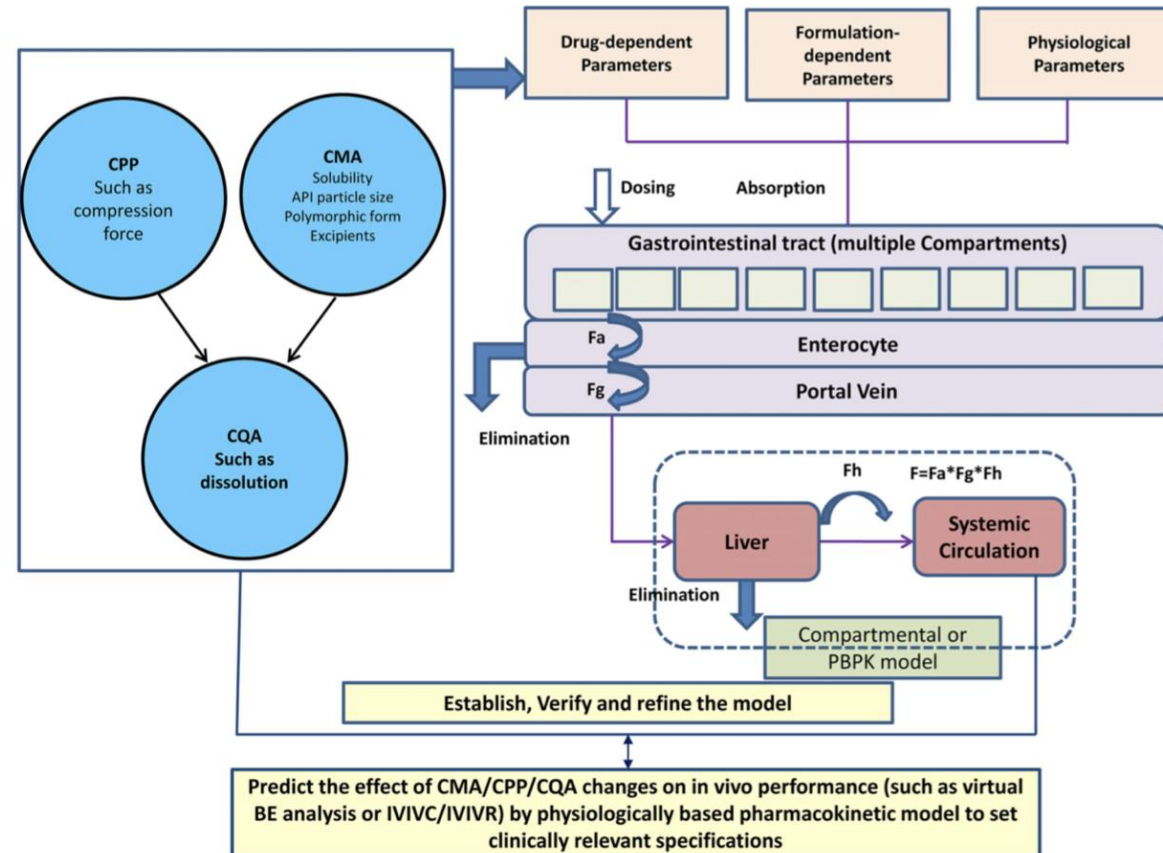 Drug-dependent
Parameters
Formulation-
dependent
Parameters
Physiological
Parameters
CPP
Such as
compression
force
CMA
Solubility
API particle size
Polymorphic form
Excipients
CQA
Such as
dissolution
Dosing
Absorption
Gastrointestinal tract (multiple Compartments)
Fa
Enterocyte
Fg
Portal Vein
Elimination
Fh
F=Fa*Fg*Fh
Liver
Systemic
Circulation
Elimination
Compartmental or
PBPK model
Establish, Verify and refine the model
Predict the effect of CMA/CPP/CQA changes on in vivo performance (such as virtual
BE analysis or IVIVC/IVIVR) by physiologically based pharmacokinetic model to set
clinically relevant specifications